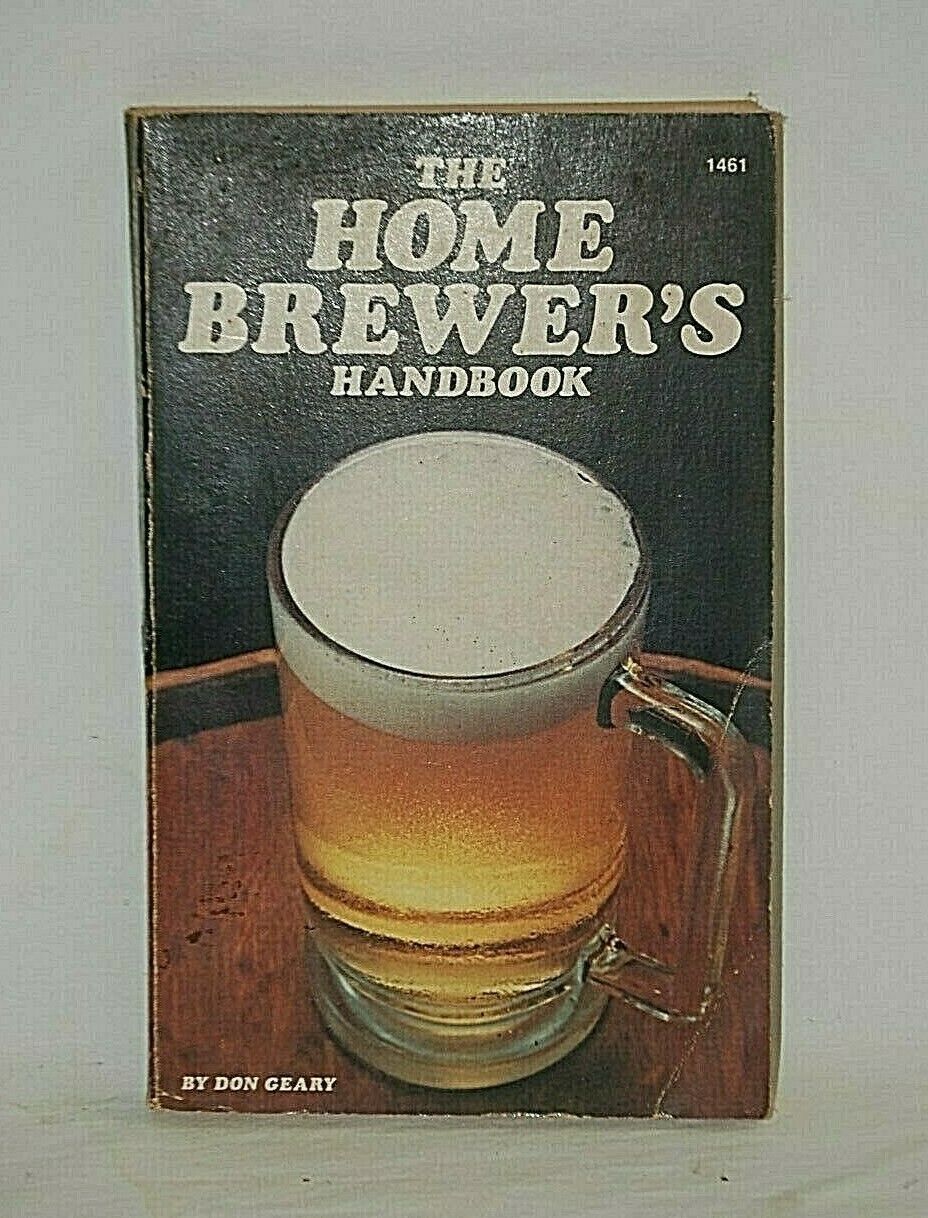 1461
THE
HOME
BREWER'S
HANDBOOK
BY DON GEARY